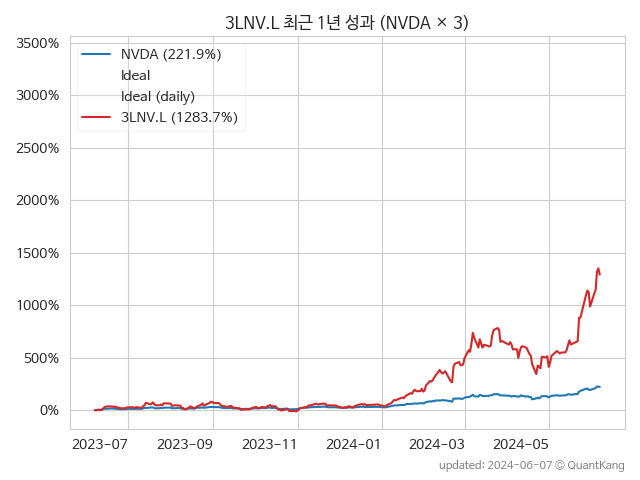 3LNV.L 최근 1년 성과 (NVDA × 3)
3500%
3000%
2500%
2000%
1500%
1000%
500%
0%
NVDA (221.9%)
Ideal
Ideal (daily)
3LNV.L (1283.7%)
2023-07 2023-09 2023-11 2024-01 2024-03 2024-05
updated: 2024-06-07 © QuantKang